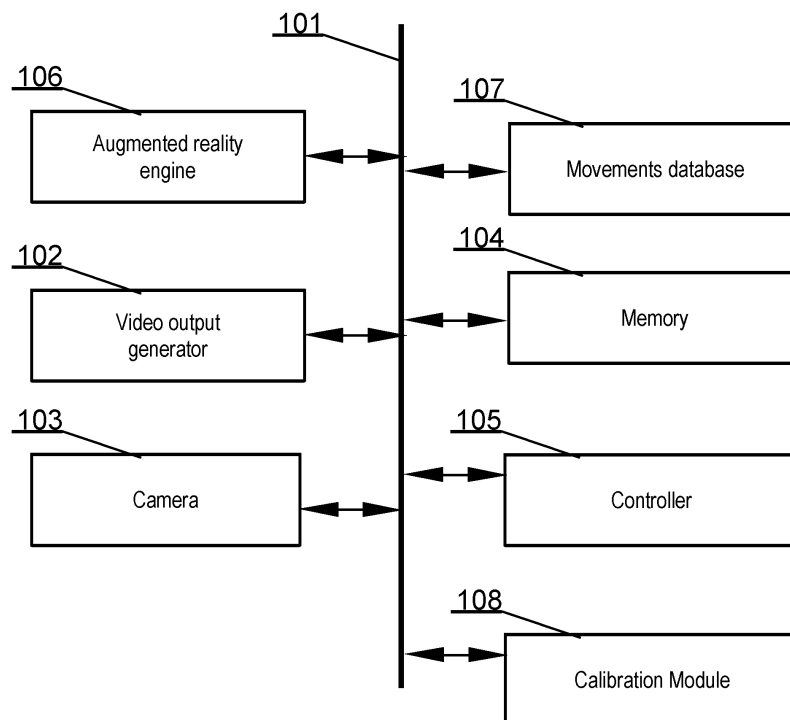 101
106
Augmented reality
engine
107
Movements database
102
Video output
generator
104
Memory
103
Camera
105
Controller
108
Calibration Module